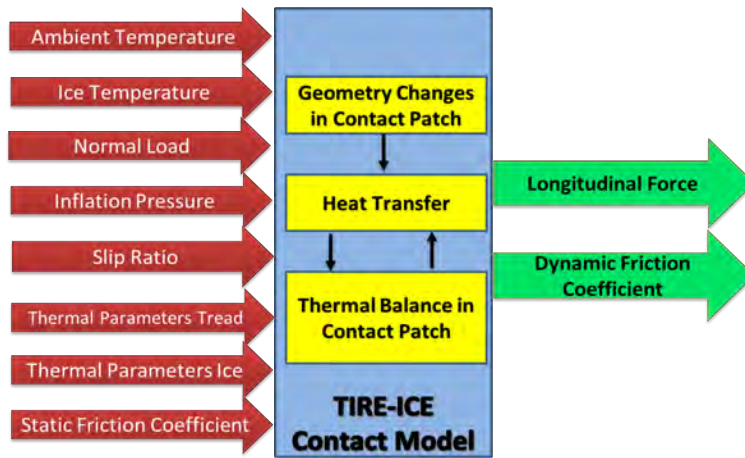 Ambient Temperature
Ice Temperature
Normal Load
Inflation Pressure
Slip Ratio
Thermal Parameters Tread
Thermal Parameters Ice
Static Friction Coefficient
Geometry Changes
in Contact Patch
Heat Transfer
Thermal Balance in
Contact Patch
TIRE-ICE
Contact Model
Longitudinal Force
Dynamic Friction
Coefficient